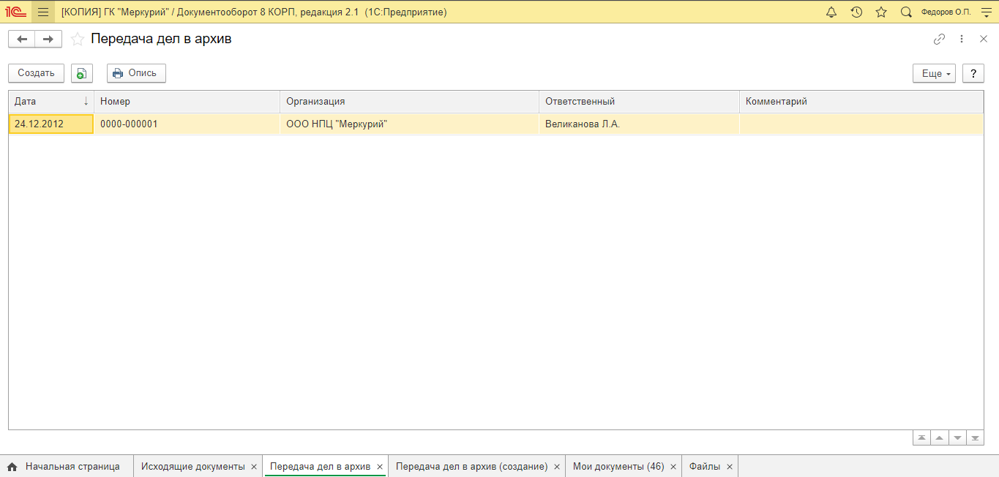 1С [КОПИЯ] ГК "Меркурий" / Документооборот 8 КОРП, редакция 2.1 (1С:Предприятие) Федоров О.П.
Передача дел в архив
Создать Опись Еще ?
Дата ↓ Номер Организация Ответственный Комментарий
24.12.2012 0000-000001 ООО НПЦ "Меркурий" Великанова Л.А.
Начальная страница Исходящие документы × Передача дел в архив × Передача дел в архив (создание) × Мои документы (46) × Файлы ×